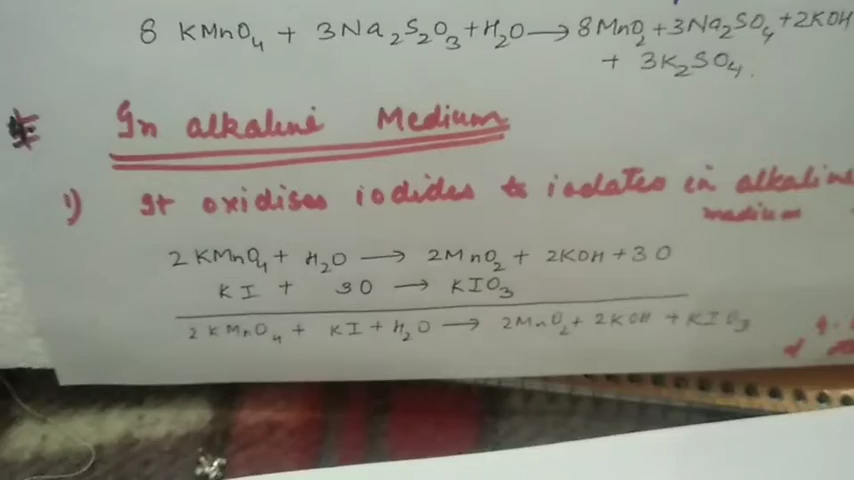 8 KMnO₄ + 3Na₂S₂O₃ + H₂O → 8MnO₂ + 3Na₂SO₄ + 2KOH
+ 3K₂SO₄.
In alkaline Medium
1) It oxidises iodides to iodates in alkaline
medium
2KMnO₄ + H₂O → 2MnO₂ + 2KOH + 3O
KI + 3O → KIO₃
2KMnO₄ + KI + H₂O → 2MnO₂ + 2KOH + KIO₃